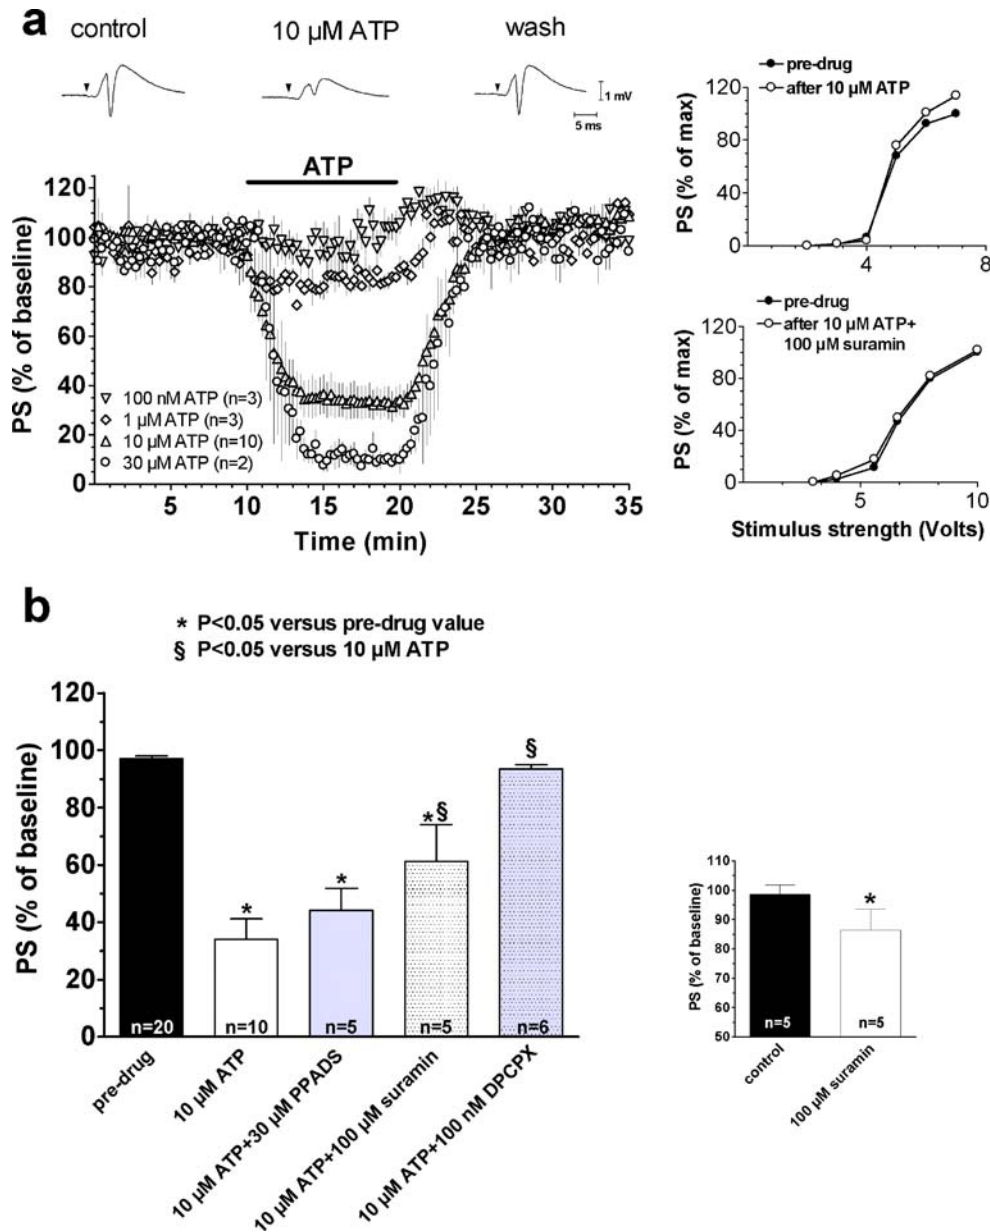 a
control
10 µM ATP
wash
1 mV
5 ms
ATP
PS (% of baseline)
120
100
80
60
40
20
0
100 nM ATP (n=3)
1 µM ATP (n=3)
10 µM ATP (n=10)
30 µM ATP (n=2)
5
10
15
20
25
30
35
Time (min)
pre-drug
after 10 µM ATP
PS (% of max)
120
80
40
0
4
8
pre-drug
after 10 µM ATP+
100 µM suramin
PS (% of max)
120
80
40
0
5
10
Stimulus strength (Volts)
b
* P<0.05 versus pre-drug value
§ P<0.05 versus 10 µM ATP
PS (% of baseline)
120
100
80
60
40
20
0
*
*
*§
§
n=20
n=10
n=5
n=5
n=6
pre-drug
10 µM ATP
10 µM ATP+30 µM PPADS
10 µM ATP+100 µM suramin
10 µM ATP+100 nM DPCPX
PS (% of baseline)
110
100
90
80
70
60
50
*
n=5
n=5
control
100 µM suramin